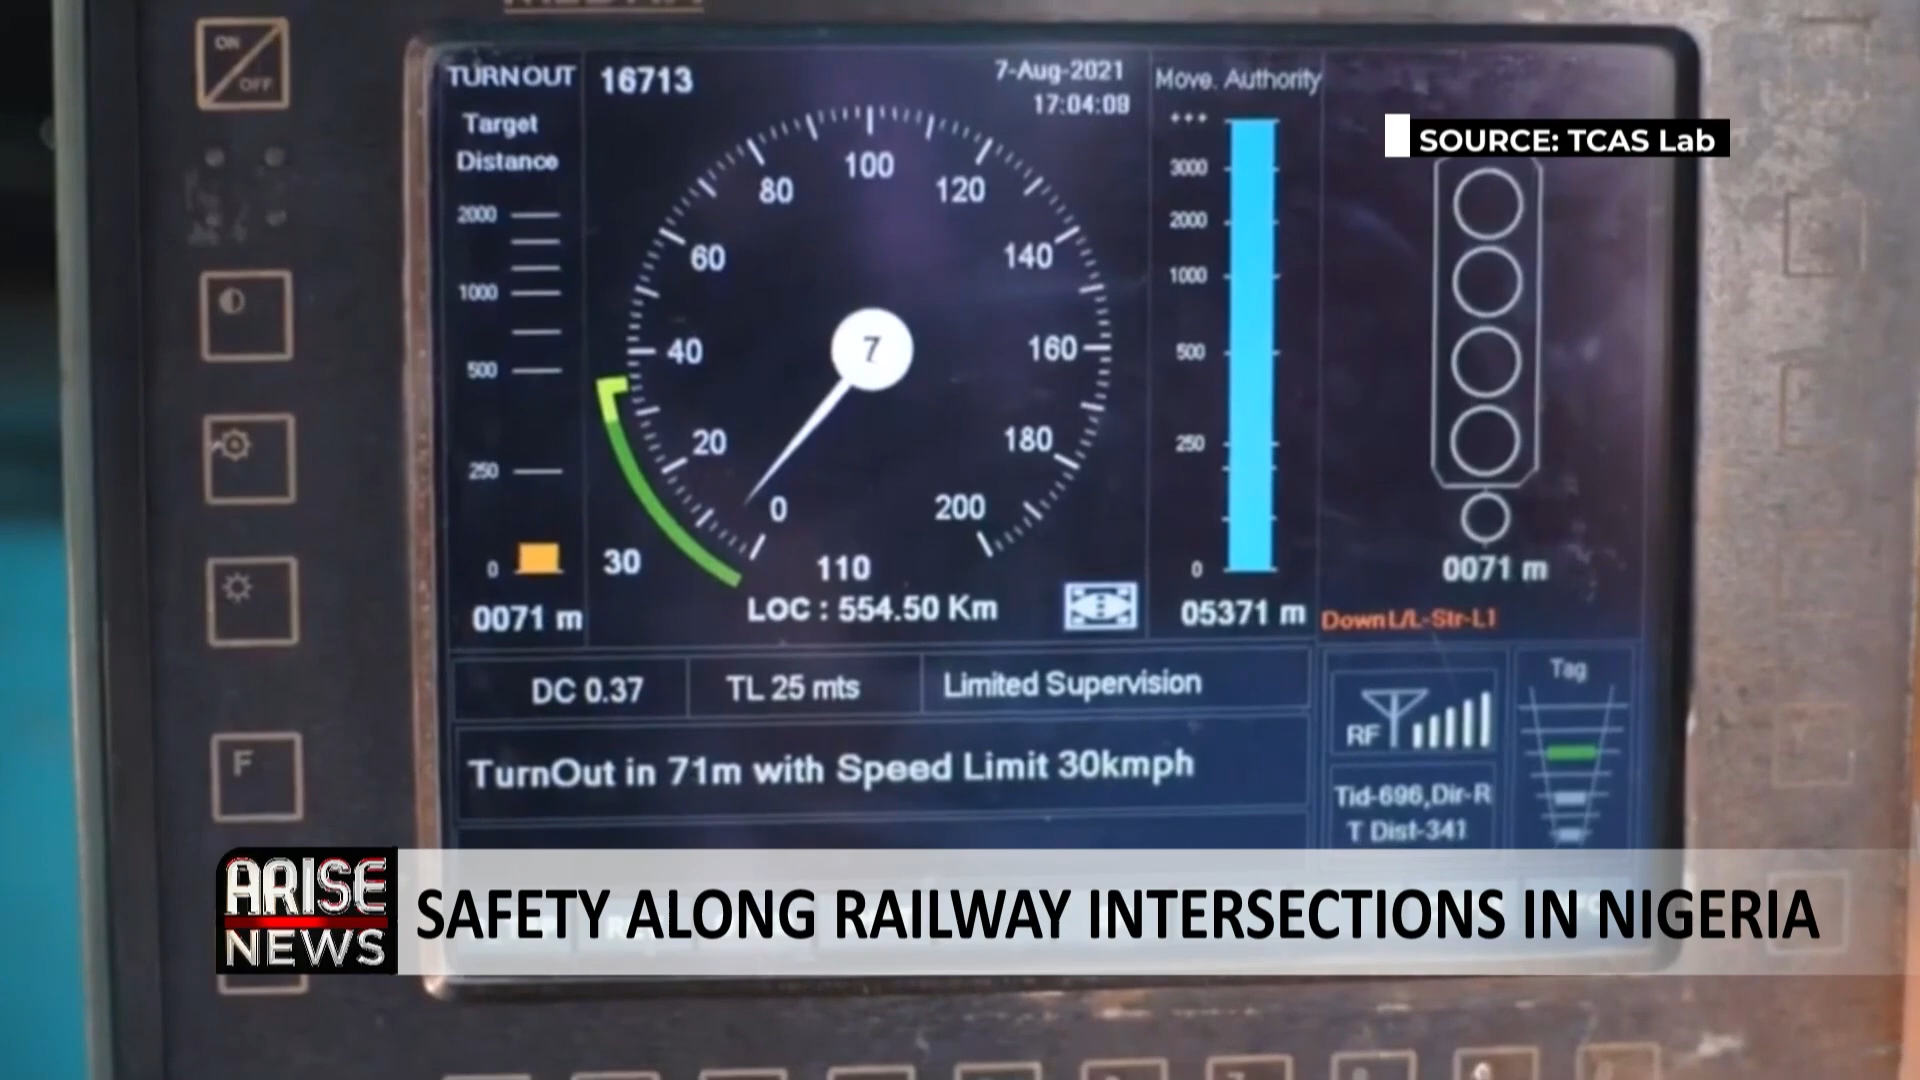 ON
OFF
TURNOUT
16713
7-Aug-2021
17:04:08
Move. Authority
Target
Distance
SOURCE: TCAS Lab
2000
1000
500
250
0
0071 m
0
20
40
60
80
100
120
140
160
180
200
7
30
110
LOC : 554.50 Km
+++
3000
2000
1000
500
250
0
05371 m
0071 m
Down L/L-Str-L1
DC 0.37
TL 25 mts
Limited Supervision
TurnOut in 71m with Speed Limit 30kmph
RF
Tag
Tid-696,Dir-R
T Dist-341
F
ARISE
NEWS
SAFETY ALONG RAILWAY INTERSECTIONS IN NIGERIA